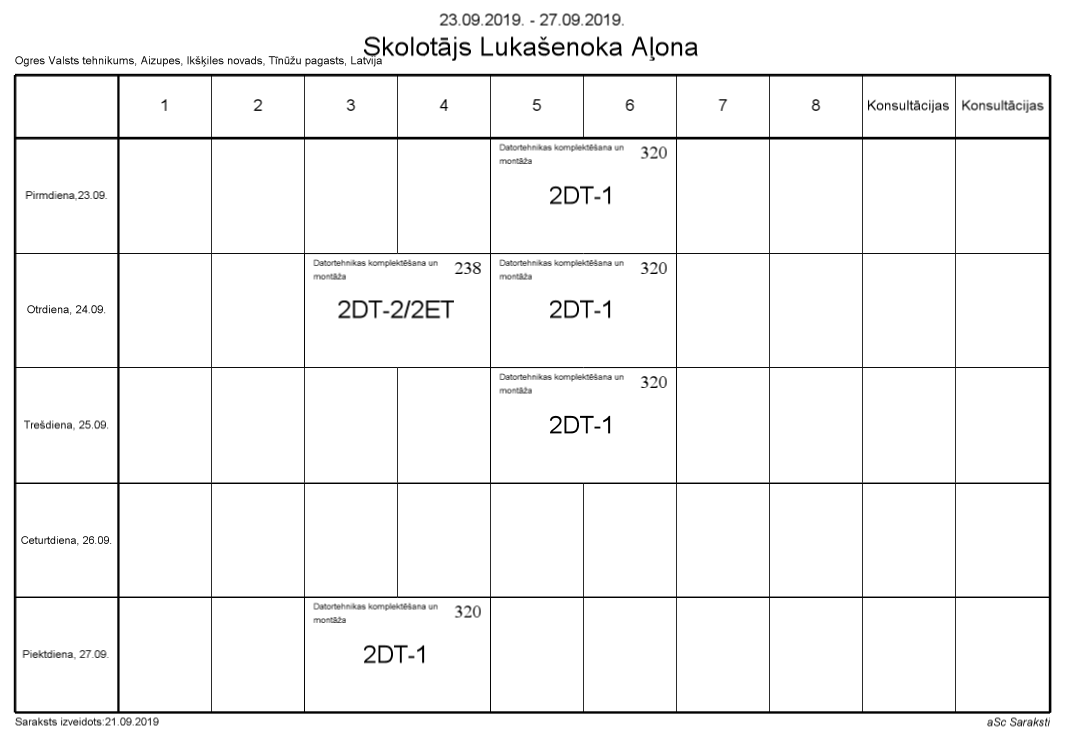 23.09.2019. - 27.09.2019.
Skolotājs Lukašenoka Aļona
Ogres Valsts tehnikums, Aizupes, Ikšķiles novads, Tīnūžu pagasts, Latvija
1 2 3 4 5 6 7 8 Konsultācijas Konsultācijas
Pirmdiena,23.09.
Datortehnikas komplektēšana un
montāža
320
2DT-1
Otrdiena, 24.09.
Datortehnikas komplektēšana un
montāža
238
2DT-2/2ET
Datortehnikas komplektēšana un
montāža
320
2DT-1
Trešdiena, 25.09.
Datortehnikas komplektēšana un
montāža
320
2DT-1
Ceturtdiena, 26.09.
Piektdiena, 27.09.
Datortehnikas komplektēšana un
montāža
320
2DT-1
Saraksts izveidots:21.09.2019
aSc Saraksti